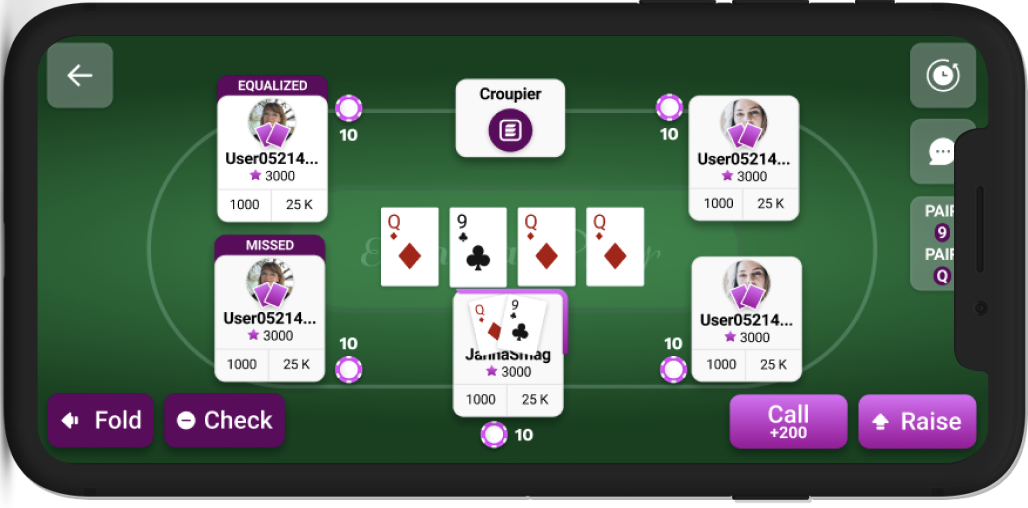 EQUALIZED
User05214...
3000
1000 25 K
10
Croupier
10
User05214...
3000
1000 25 K
MISSED
User05214...
3000
1000 25 K
10
Q
9
Q
Q
Q 9
JannaSmag
3000
1000 25 K
10
10
User05214...
3000
1000 25 K
PAIR
9
PAIR
Q
Fold
Check
Call
+200
Raise